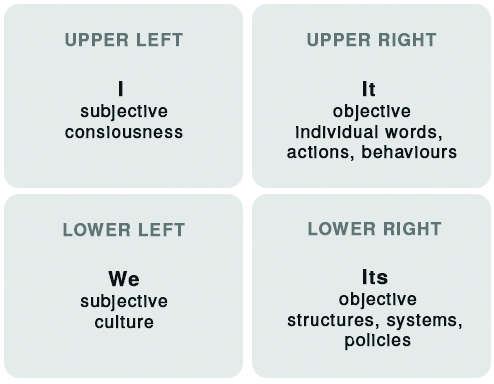 UPPER LEFT
I
subjective
consiousness
UPPER RIGHT
It
objective
individual words,
actions, behaviours
LOWER LEFT
We
subjective
culture
LOWER RIGHT
Its
objective
structures, systems,
policies